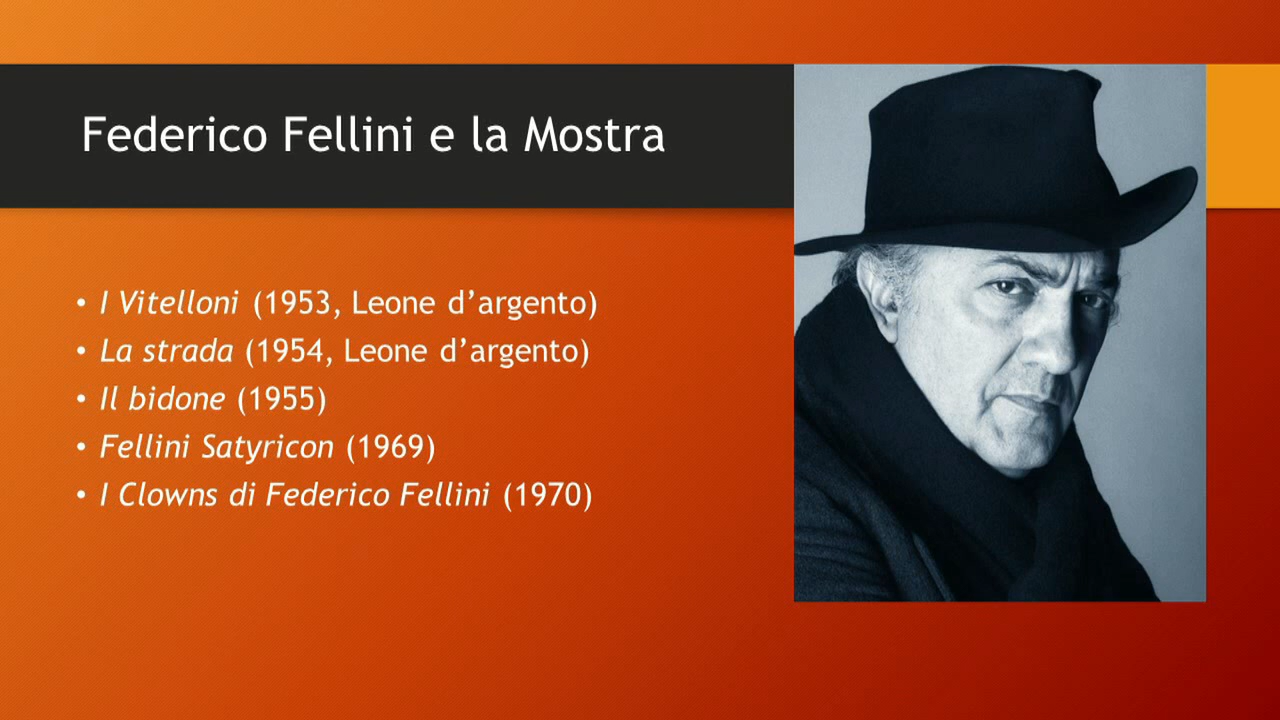 Federico Fellini e la Mostra
• I Vitelloni (1953, Leone d’argento)
• La strada (1954, Leone d’argento)
• Il bidone (1955)
• Fellini Satyricon (1969)
• I Clowns di Federico Fellini (1970)